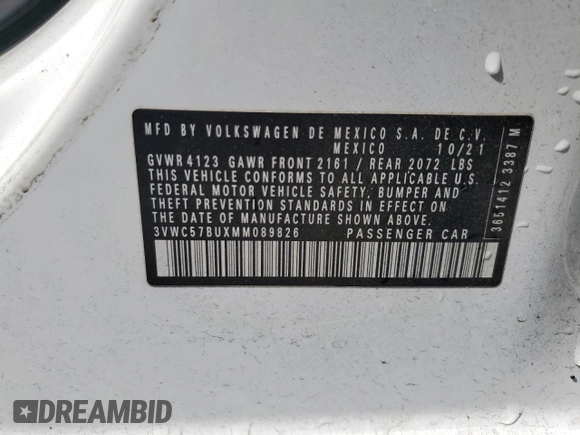 MFD BY VOLKSWAGEN DE MEXICO S.A. DE C.V.
MEXICO 10/21
GVWR 4123 GAWR FRONT 2161 / REAR 2072 LBS
THIS VEHICLE CONFORMS TO ALL APPLICABLE U.S.
FEDERAL MOTOR VEHICLE SAFETY, BUMPER AND
THEFT PREVENTION STANDARDS IN EFFECT ON
THE DATE OF MANUFACTURE SHOWN ABOVE.
3VWC57BUXMM089826 PASSENGER CAR
3651412 3387 M
DREAMBID